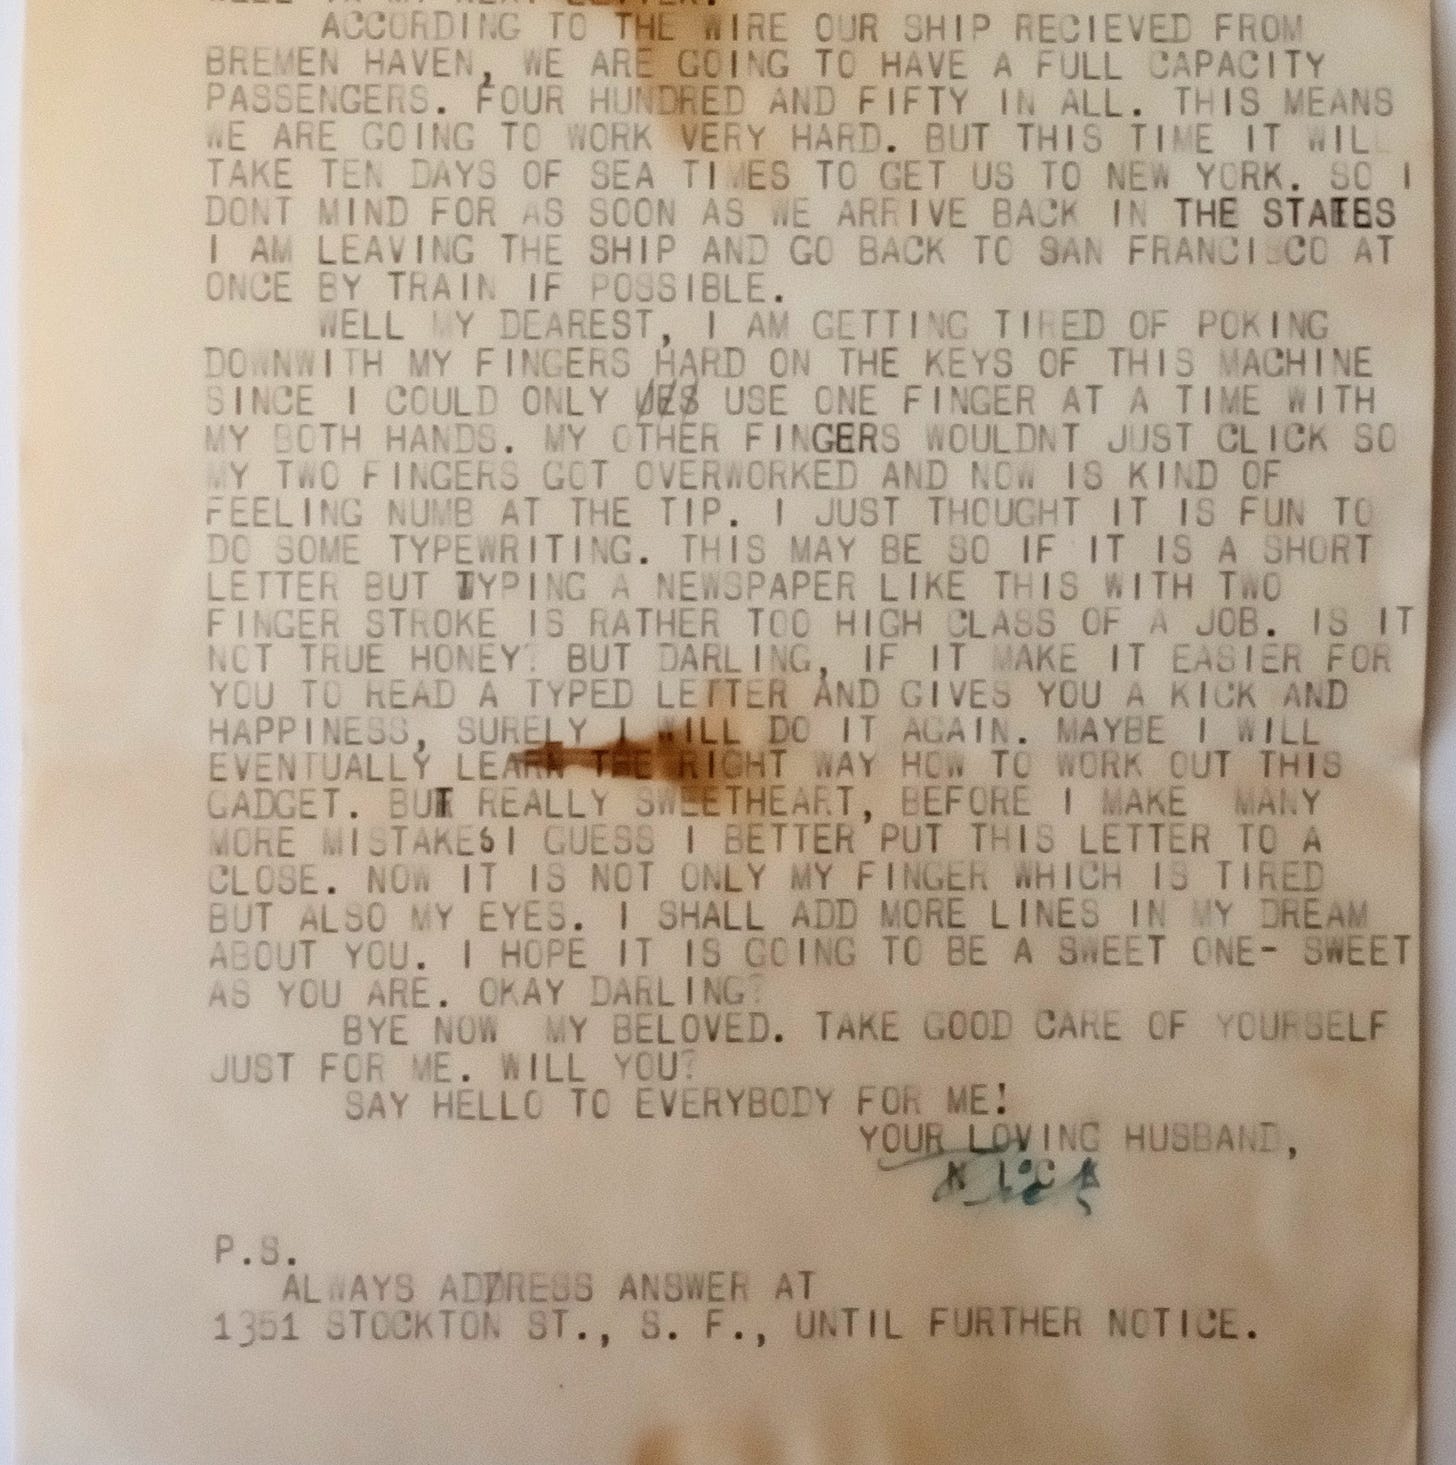 WELL IN MY NEXT LETTER.
ACCORDING TO THE WIRE OUR SHIP RECIEVED FROM
BREMEN HAVEN, WE ARE GOING TO HAVE A FULL CAPACITY
PASSENGERS. FOUR HUNDRED AND FIFTY IN ALL. THIS MEANS
WE ARE GOING TO WORK VERY HARD. BUT THIS TIME IT WILL
TAKE TEN DAYS OF SEA TIMES TO GET US TO NEW YORK. SO I
DONT MIND FOR AS SOON AS WE ARRIVE BACK IN THE STATES
I AM LEAVING THE SHIP AND GO BACK TO SAN FRANCISCO AT
ONCE BY TRAIN IF POSSIBLE.
WELL MY DEAREST, I AM GETTING TIRED OF POKING
DOWNWITH MY FINGERS HARD ON THE KEYS OF THIS MACHINE
SINCE I COULD ONLY UES USE ONE FINGER AT A TIME WITH
MY BOTH HANDS. MY OTHER FINGERS WOULDNT JUST CLICK SO
MY TWO FINGERS GOT OVERWORKED AND NOW IS KIND OF
FEELING NUMB AT THE TIP. I JUST THOUGHT IT IS FUN TO
DO SOME TYPEWRITING. THIS MAY BE SO IF IT IS A SHORT
LETTER BUT TYPING A NEWSPAPER LIKE THIS WITH TWO
FINGER STROKE IS RATHER TOO HIGH CLASS OF A JOB. IS IT
NOT TRUE HONEY? BUT DARLING, IF IT MAKE IT EASIER FOR
YOU TO READ A TYPED LETTER AND GIVES YOU A KICK AND
HAPPINESS, SURELY I WILL DO IT AGAIN. MAYBE I WILL
EVENTUALLY LEARN THE RIGHT WAY HOW TO WORK OUT THIS
GADGET. BUT REALLY SWEETHEART, BEFORE I MAKE MANY
MORE MISTAKES I GUESS I BETTER PUT THIS LETTER TO A
CLOSE. NOW IT IS NOT ONLY MY FINGER WHICH IS TIRED
BUT ALSO MY EYES. I SHALL ADD MORE LINES IN MY DREAM
ABOUT YOU. I HOPE IT IS GOING TO BE A SWEET ONE- SWEET
AS YOU ARE. OKAY DARLING?
BYE NOW MY BELOVED. TAKE GOOD CARE OF YOURSELF
JUST FOR ME. WILL YOU?
SAY HELLO TO EVERYBODY FOR ME!
YOUR LOVING HUSBAND,
P.S.
ALWAYS ADDRESS ANSWER AT
1351 STOCKTON ST., S. F., UNTIL FURTHER NOTICE.